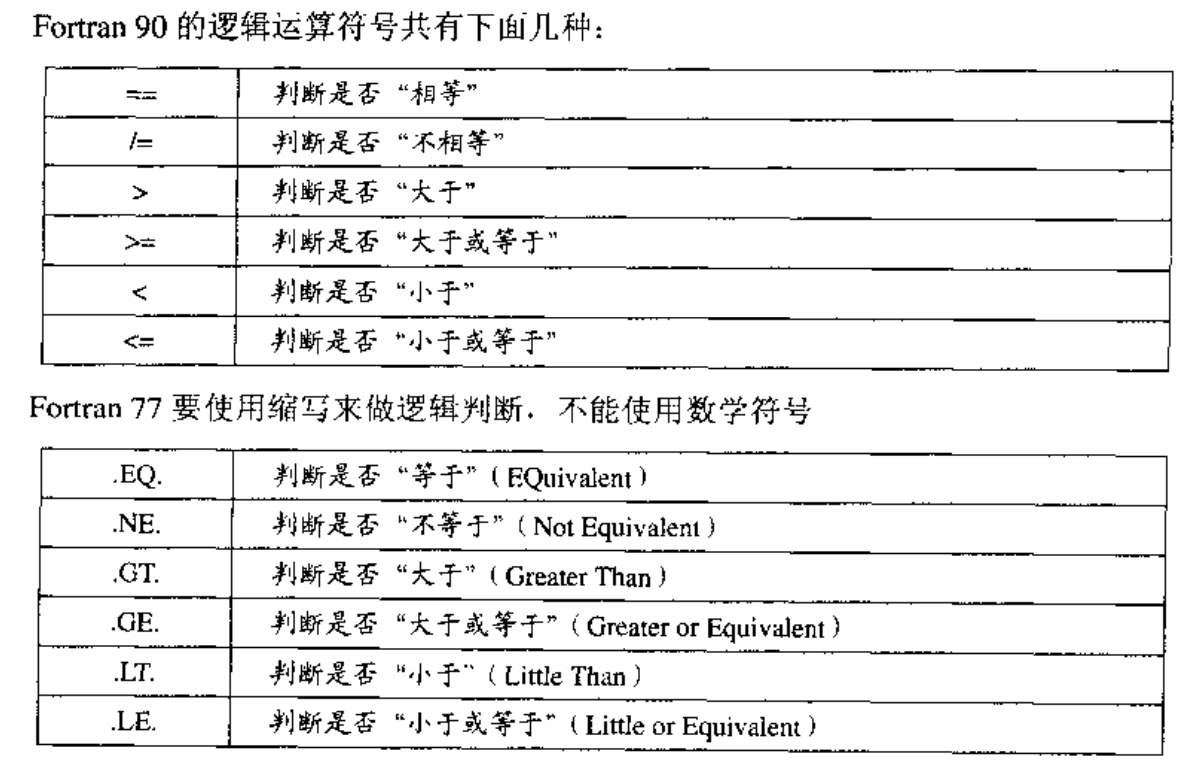 Fortran 90 的逻辑运算符号共有下面几种：
== 判断是否“相等”
/= 判断是否“不相等”
> 判断是否“大于”
>= 判断是否“大于或等于”
< 判断是否“小于”
<= 判断是否“小于或等于”
Fortran 77 要使用缩写来做逻辑判断．不能使用数学符号
.EQ. 判断是否“等于”（EQuivalent）
.NE. 判断是否“不等于”（Not Equivalent）
.GT. 判断是否“大于”（Greater Than）
.GE. 判断是否“大于或等于”（Greater or Equivalent）
.LT. 判断是否“小于”（Little Than）
.LE. 判断是否“小于或等于”（Little or Equivalent）